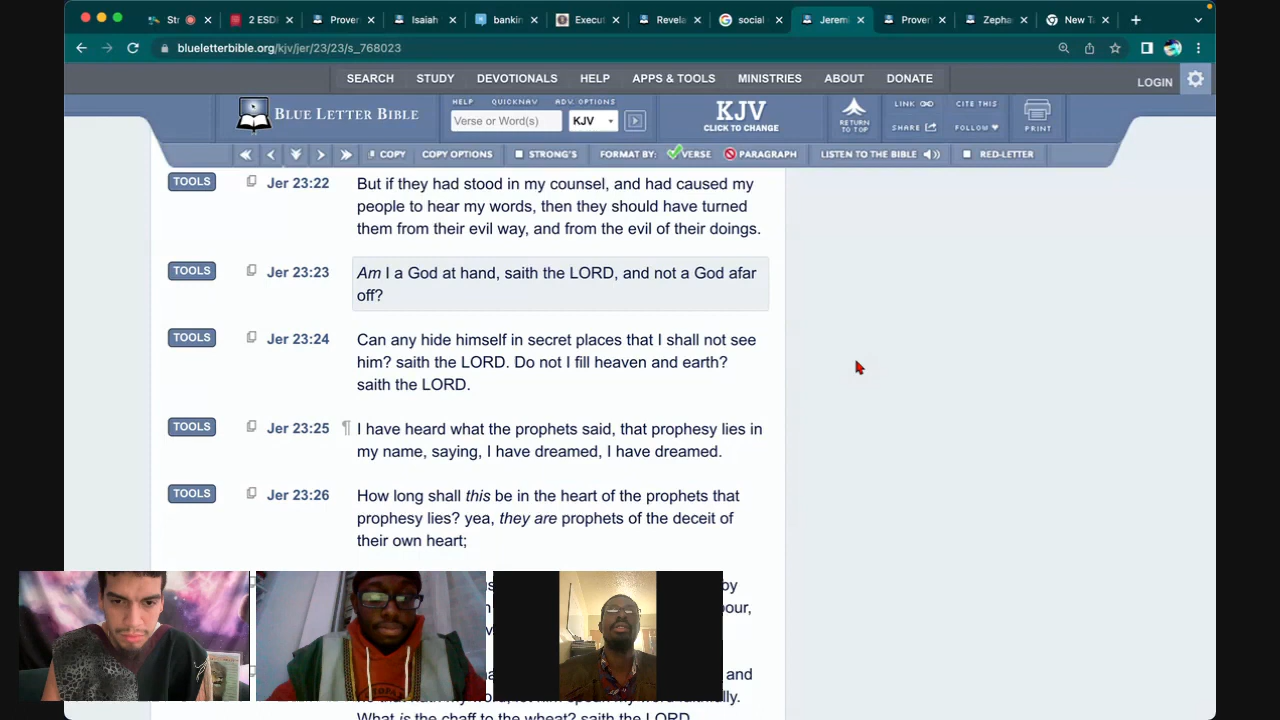 Str
2 ESDI
Prover
Isaiah
bankin
Execut
Revela
social
Jeremi
Prover
Zepha
New Ta
blueletterbible.org/kjv/jer/23/23/s_768023
SEARCH STUDY DEVOTIONALS HELP APPS & TOOLS MINISTRIES ABOUT DONATE LOGIN
BLUE LETTER BIBLE
HELP QUICKNAV ADV. OPTIONS
Verse or Word(s) KJV
KJV
CLICK TO CHANGE
RETURN
TO TOP
LINK CITE THIS
SHARE FOLLOW
PRINT
COPY COPY OPTIONS STRONG'S FORMAT BY: VERSE PARAGRAPH LISTEN TO THE BIBLE RED-LETTER
TOOLS Jer 23:22 But if they had stood in my counsel, and had caused my
people to hear my words, then they should have turned
them from their evil way, and from the evil of their doings.
TOOLS Jer 23:23 Am I a God at hand, saith the LORD, and not a God afar
off?
TOOLS Jer 23:24 Can any hide himself in secret places that I shall not see
him? saith the LORD. Do not I fill heaven and earth?
saith the LORD.
TOOLS Jer 23:25 ¶ I have heard what the prophets said, that prophesy lies in
my name, saying, I have dreamed, I have dreamed.
TOOLS Jer 23:26 How long shall this be in the heart of the prophets that
prophesy lies? yea, they are prophets of the deceit of
their own heart;
and
What is the chaff to the wheat? saith the LORD.